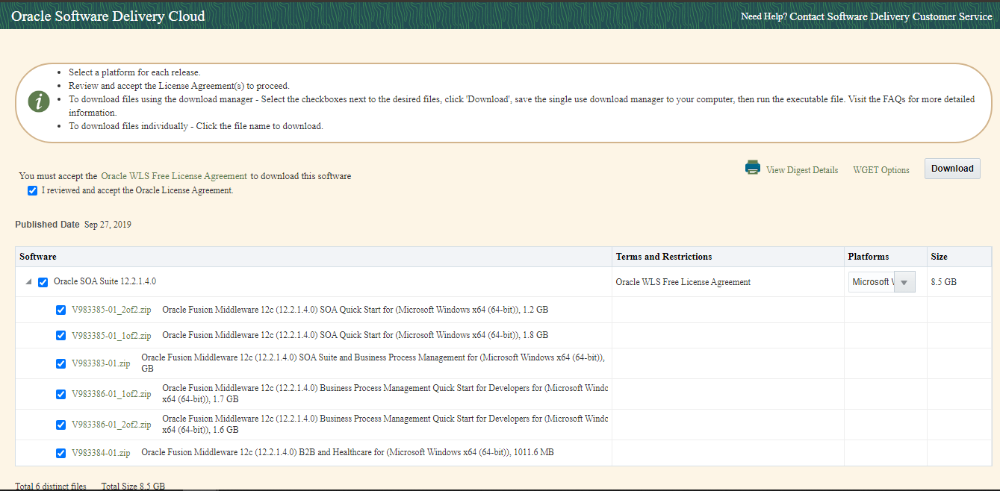 Oracle Software Delivery Cloud
Need Help? Contact Software Delivery Customer Service
Select a platform for each release.
Review and accept the License Agreement(s) to proceed.
To download files using the download manager - Select the checkboxes next to the desired files, click 'Download', save the single use download manager to your computer, then run the executable file. Visit the FAQs for more detailed
information.
To download files individually - Click the file name to download.
View Digest Details
WGET Options
Download
You must accept the Oracle WLS Free License Agreement to download this software
I reviewed and accept the Oracle License Agreement.
Published Date Sep 27, 2019
Software Terms and Restrictions Platforms Size
Oracle SOA Suite 12.2.1.4.0 Oracle WLS Free License Agreement Microsoft 8.5 GB
V983385-01_2of2.zip Oracle Fusion Middleware 12c (12.2.1.4.0) SOA Quick Start for (Microsoft Windows x64 (64-bit)), 1.2 GB
V983385-01_1of2.zip Oracle Fusion Middleware 12c (12.2.1.4.0) SOA Quick Start for (Microsoft Windows x64 (64-bit)), 1.8 GB
V983383-01.zip Oracle Fusion Middleware 12c (12.2.1.4.0) SOA Suite and Business Process Management for (Microsoft Windows x64 (64-bit)),
GB
V983386-01_1of2.zip Oracle Fusion Middleware 12c (12.2.1.4.0) Business Process Management Quick Start for Developers for (Microsoft Windo
x64 (64-bit)), 1.7 GB
V983386-01_2of2.zip Oracle Fusion Middleware 12c (12.2.1.4.0) Business Process Management Quick Start for Developers for (Microsoft Windo
x64 (64-bit)), 1.6 GB
V983384-01.zip Oracle Fusion Middleware 12c (12.2.1.4.0) B2B and Healthcare for (Microsoft Windows x64 (64-bit)), 1011.6 MB
Total 6 distinct files Total Size 8.5 GB